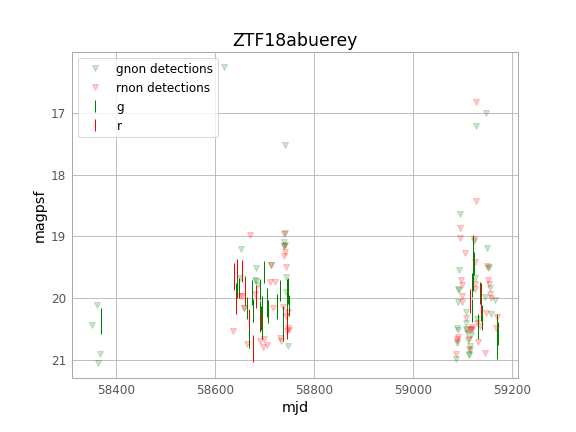 ZTF18abuerey
gnon detections
rnon detections
g
r
magpsf
17
18
19
20
21
58400 58600 58800 59000 59200
mjd